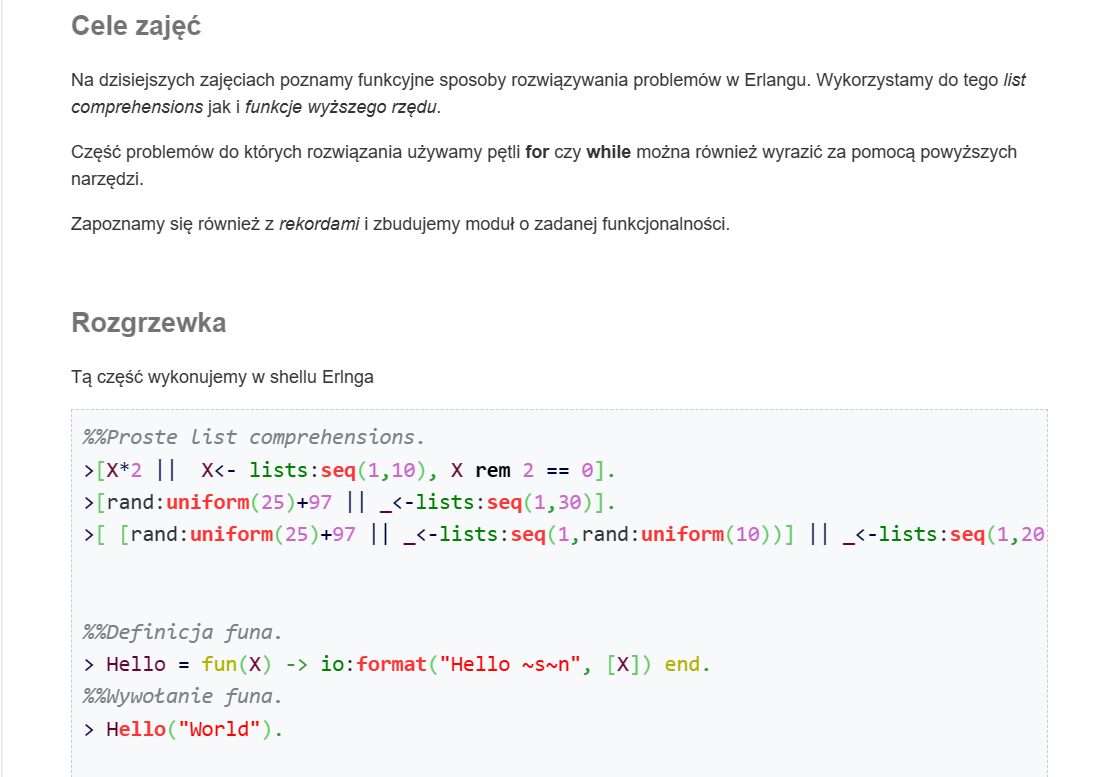 Cele zajęć
Na dzisiejszych zajęciach poznamy funkcyjne sposoby rozwiązywania problemów w Erlangu. Wykorzystamy do tego list
comprehensions jak i funkcje wyższego rzędu.
Część problemów do których rozwiązania używamy pętli for czy while można również wyrazić za pomocą powyższych
narzędzi.
Zapoznamy się również z rekordami i zbudujemy moduł o zadanej funkcjonalności.
Rozgrzewka
Tą część wykonujemy w shellu Erlnga
%%Proste list comprehensions.
>[X*2 ||  X<- lists:seq(1,10), X rem 2 == 0].
>[rand:uniform(25)+97 || _<-lists:seq(1,30)].
>[ [rand:uniform(25)+97 || _<-lists:seq(1,rand:uniform(10))] || _<-lists:seq(1,20
%%Definicja funa.
> Hello = fun(X) -> io:format("Hello ~s~n", [X]) end.
%%Wywołanie funa.
> Hello("World").